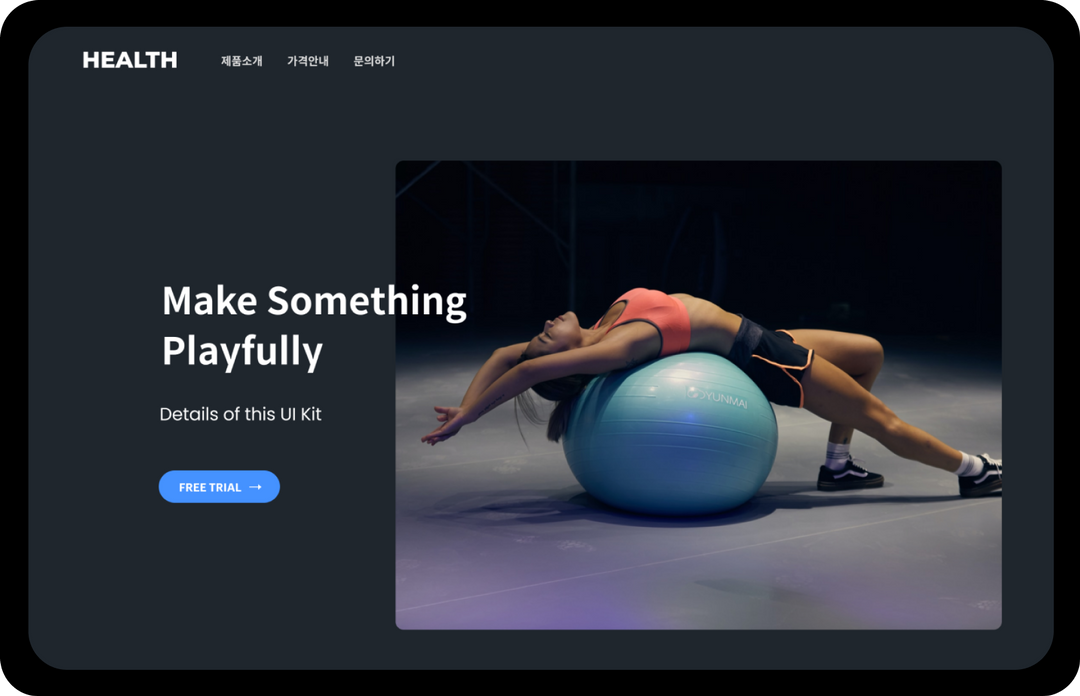 HEALTH
제품소개
가격안내
문의하기
Make Something
Playfully
Details of this UI Kit
FREE TRIAL →
YUNMAI